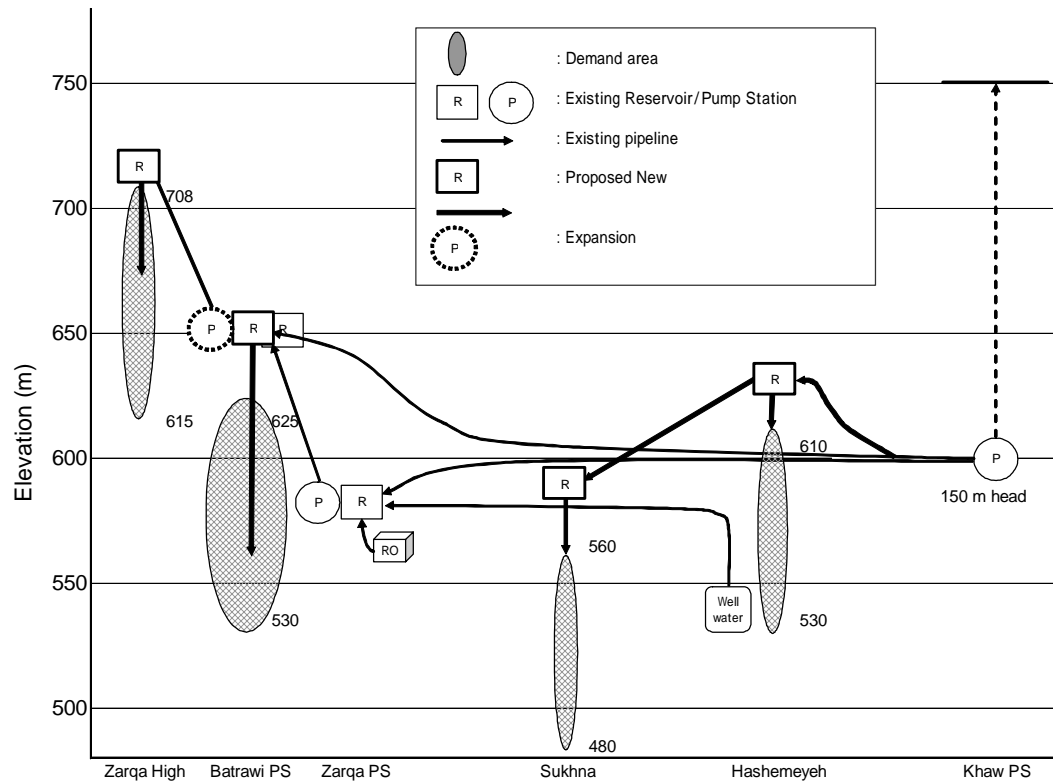 : Demand area
R
P
: Existing Reservoir/Pump Station
: Existing pipeline
R
: Proposed New
P
: Expansion
Elevation (m)
750
700
650
600
550
500
R
708
615
P
R
R
625
530
P
R
RO
R
560
480
Well
water
R
610
530
P
150 m head
Zarqa High
Batrawi PS
Zarqa PS
Sukhna
Hashemeyeh
Khaw PS